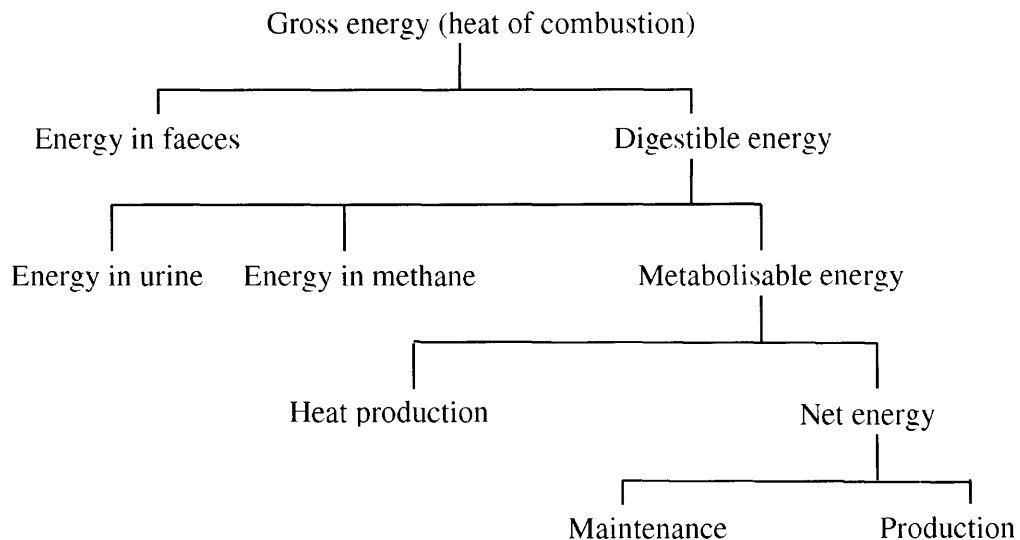 Gross energy (heat of combustion)
Energy in faeces
Digestible energy
Energy in urine
Energy in methane
Metabolisable energy
Heat production
Net energy
Maintenance
Production